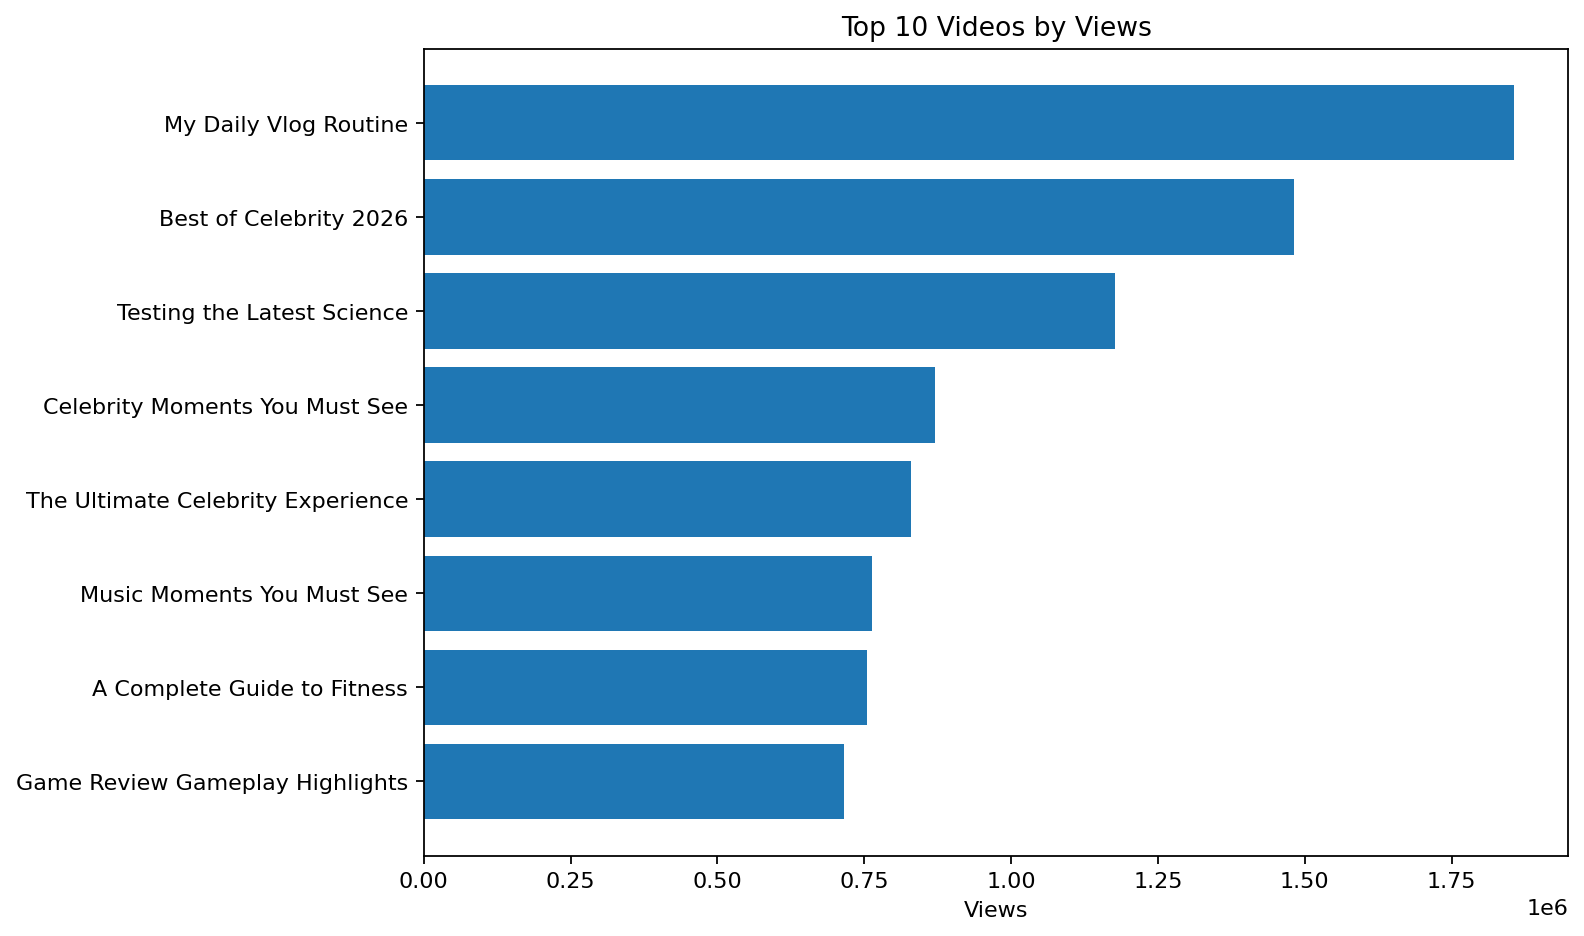 Top 10 Videos by Views
My Daily Vlog Routine
Best of Celebrity 2026
Testing the Latest Science
Celebrity Moments You Must See
The Ultimate Celebrity Experience
Music Moments You Must See
A Complete Guide to Fitness
Game Review Gameplay Highlights
0.00 0.25 0.50 0.75 1.00 1.25 1.50 1.75
Views
1e6